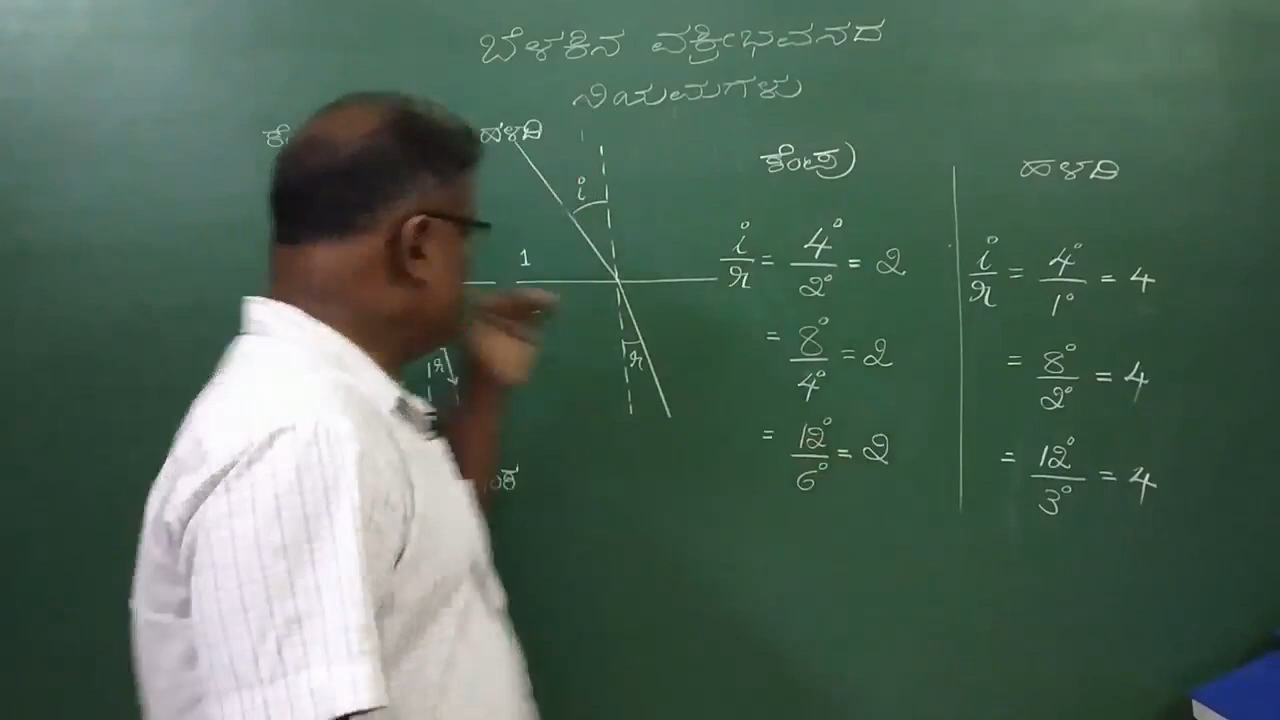 ಬೆಳಕಿನ ವಕ್ರೀಭವನದ
ನಿಯಮಗಳು
ಹಳದಿ
i
1
r
r
ಕೆಂಪು
i/r = 4°/2° = 2
= 8°/4° = 2
= 12°/6° = 2
ಹಳದಿ
i/r = 4°/1° = 4
= 8°/2° = 4
= 12°/3° = 4